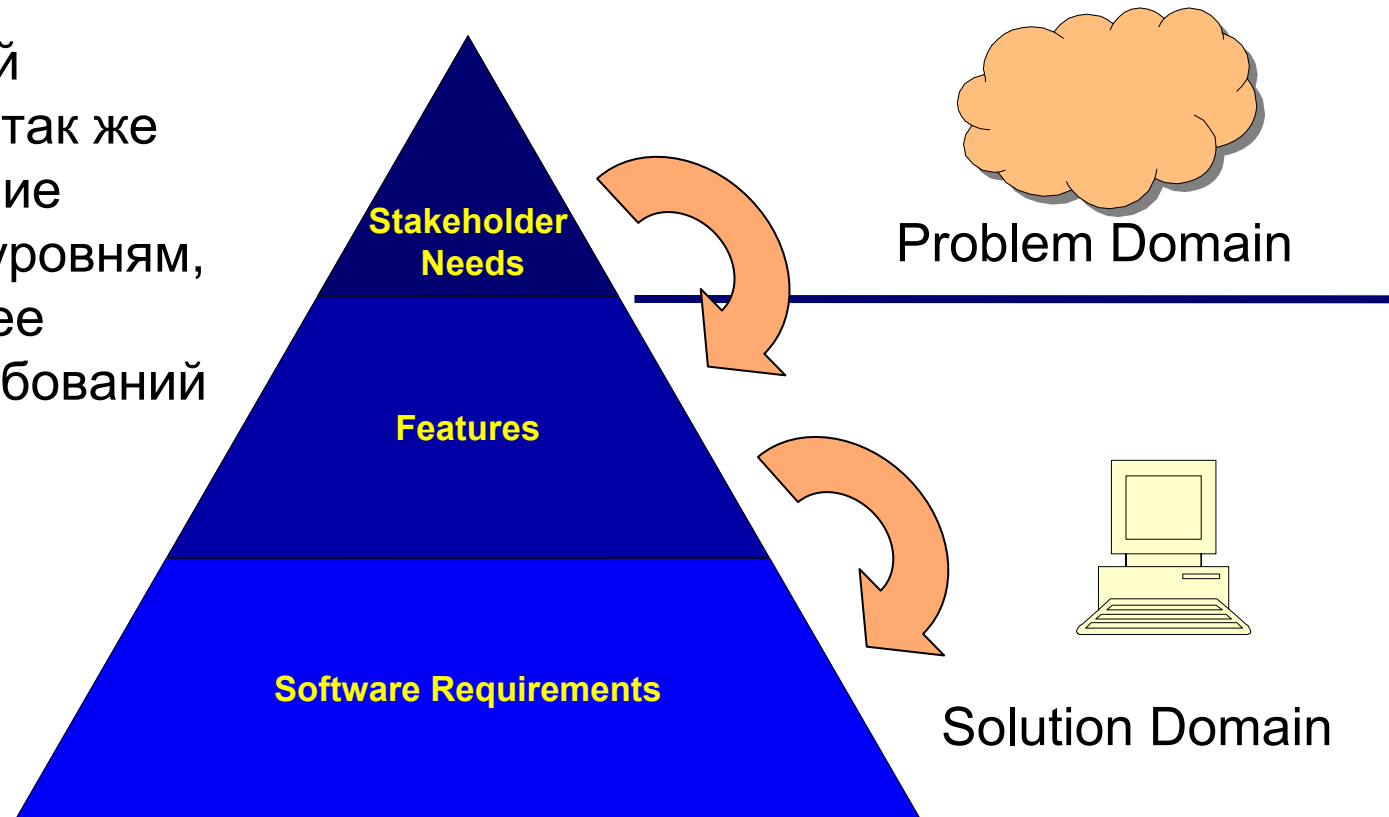 й
так же
ие
уровням,
ее
бований
Stakeholder
Needs
Features
Software Requirements
Problem Domain
Solution Domain